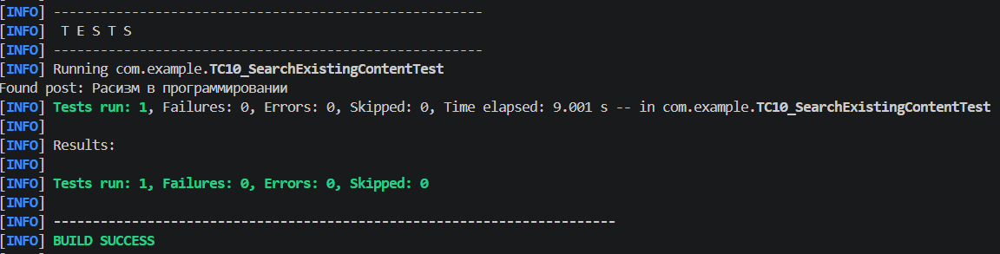 [INFO] -------------------------------------------------------
[INFO]  T E S T S
[INFO] -------------------------------------------------------
[INFO] Running com.example.TC10_SearchExistingContentTest
Found post: Расизм в программировании
[INFO] Tests run: 1, Failures: 0, Errors: 0, Skipped: 0, Time elapsed: 9.001 s -- in com.example.TC10_SearchExistingContentTest
[INFO]
[INFO] Results:
[INFO]
[INFO] Tests run: 1, Failures: 0, Errors: 0, Skipped: 0
[INFO]
[INFO] ------------------------------------------------------------------------
[INFO] BUILD SUCCESS